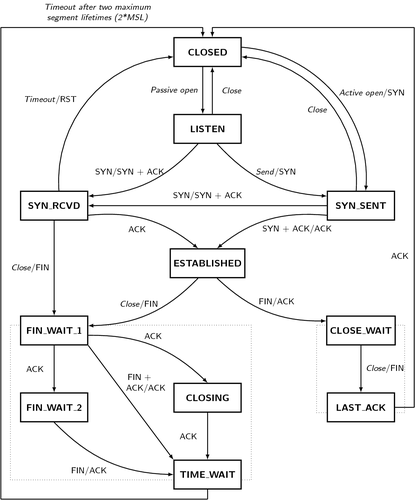 Timeout after two maximum
segment lifetimes (2*MSL)
CLOSED
Passive open
Close
Timeout/RST
Active open/SYN
Close
LISTEN
SYN/SYN + ACK
Send/SYN
SYN_RCVD
SYN/SYN + ACK
SYN_SENT
ACK
SYN + ACK/ACK
ACK
ESTABLISHED
Close/FIN
Close/FIN
FIN/ACK
FIN_WAIT_1
CLOSE_WAIT
ACK
ACK
FIN +
ACK/ACK
Close/FIN
FIN_WAIT_2
CLOSING
LAST_ACK
ACK
FIN/ACK
TIME_WAIT